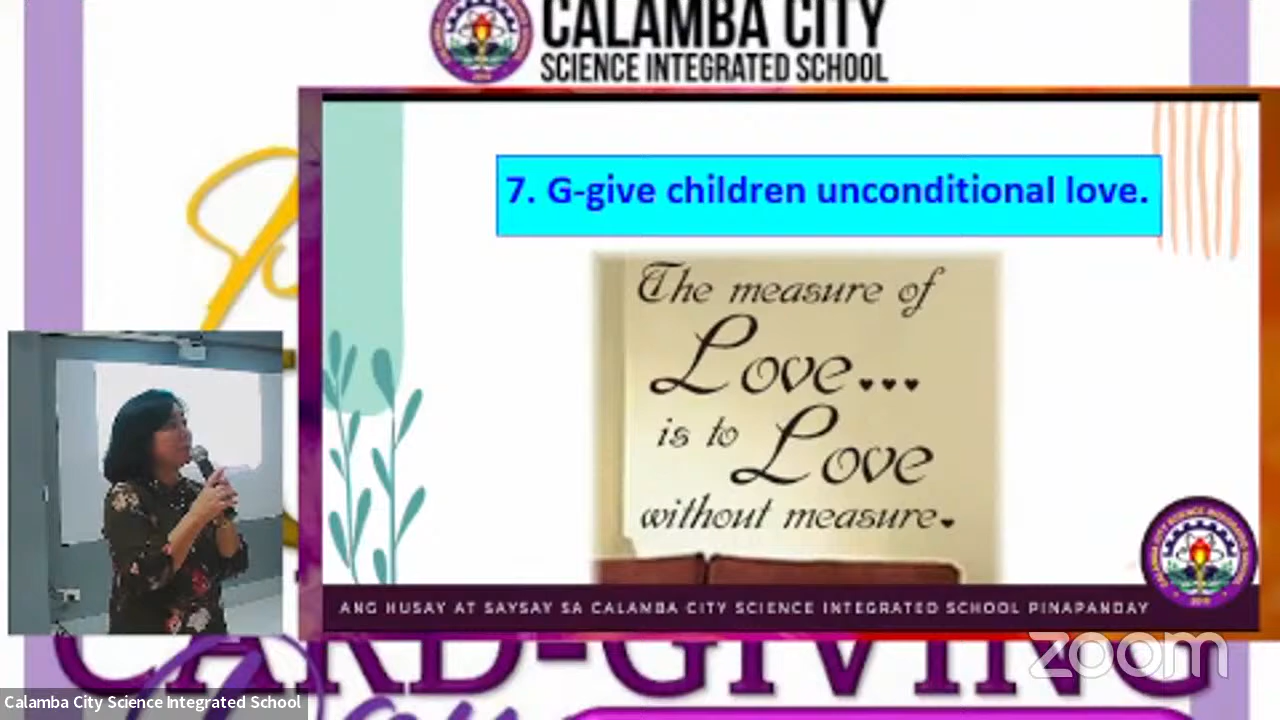 CALAMBA CITY
SCIENCE INTEGRATED SCHOOL
7. G-give children unconditional love.
The measure of
Love...
is to Love
without measure.
ANG HUSAY AT SAYSAY SA CALAMBA CITY SCIENCE INTEGRATED SCHOOL PINAPANDAY
zoom
CARD-GIVING
Calamba City Science Integrated School